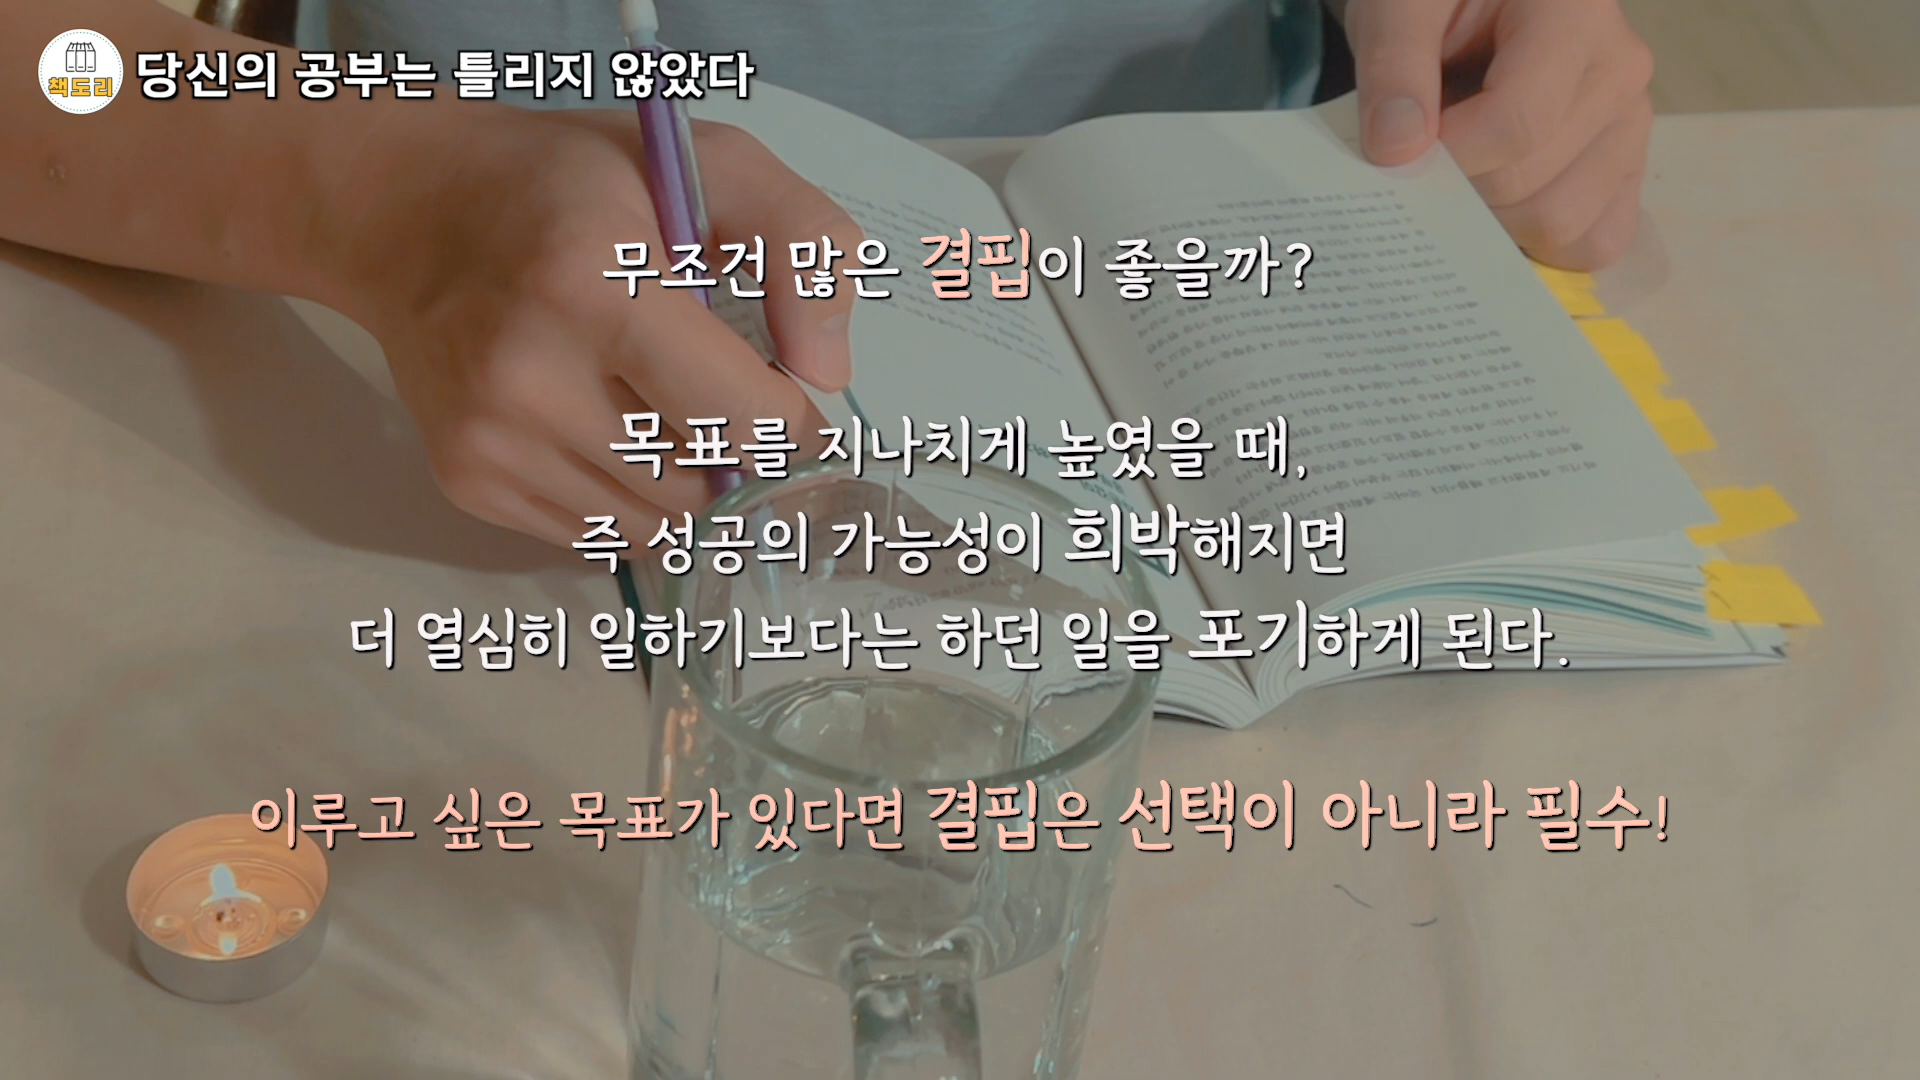 책도리
당신의 공부는 틀리지 않았다
무조건 많은 결핍이 좋을까?
목표를 지나치게 높였을 때,
즉 성공의 가능성이 희박해지면
더 열심히 일하기보다는 하던 일을 포기하게 된다.
이루고 싶은 목표가 있다면 결핍은 선택이 아니라 필수!